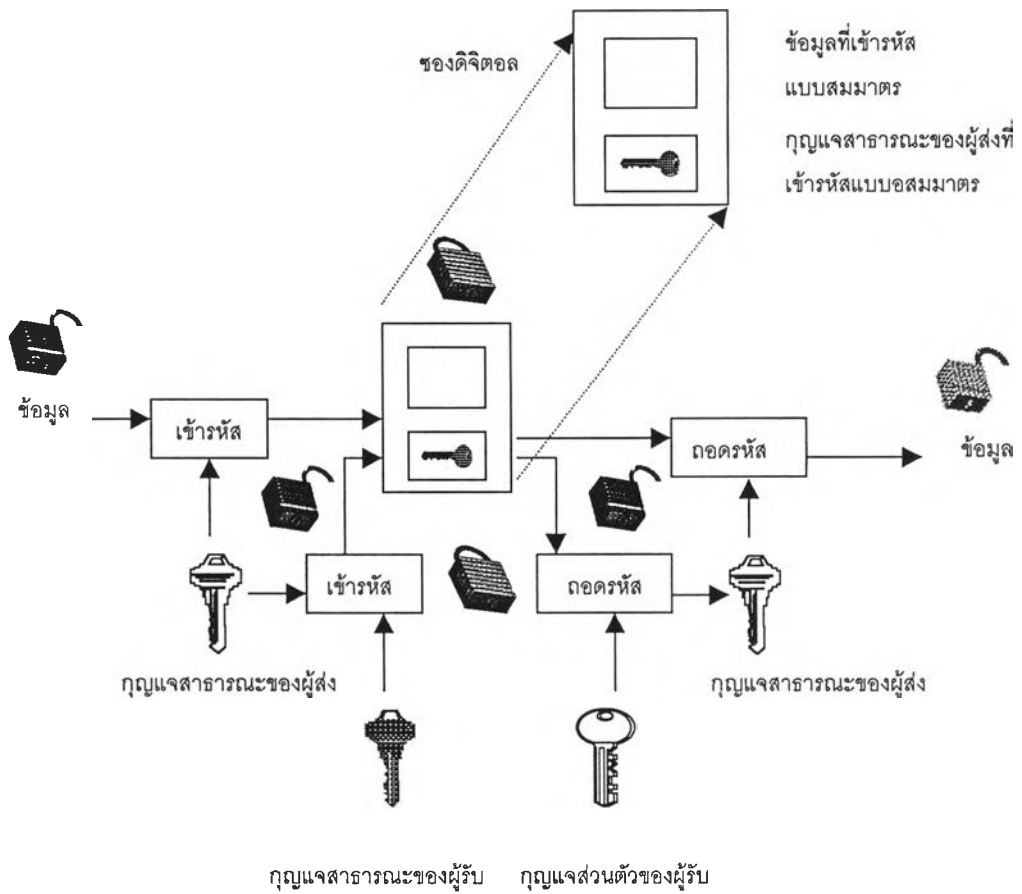 ซองดิจิตอล
ข้อมูลที่เข้ารหัส
แบบสมมาตร
กุญแจสาธารณะของผู้ส่งที่
เข้ารหัสแบบอสมมาตร
ข้อมูล
เข้ารหัส
ถอดรหัส
ข้อมูล
เข้ารหัส
ถอดรหัส
กุญแจสาธารณะของผู้ส่ง
กุญแจสาธารณะของผู้ส่ง
กุญแจสาธารณะของผู้รับ
กุญแจส่วนตัวของผู้รับ